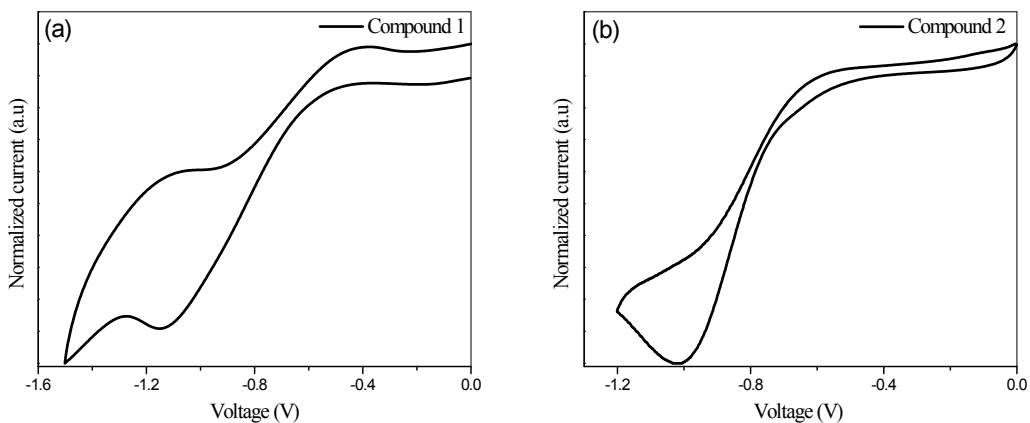 (a)
Compound 1
Normalized current (a.u)
-1.6
-1.2
-0.8
-0.4
0.0
Voltage (V)
(b)
Compound 2
Normalized current (a.u)
-1.2
-0.8
-0.4
0.0
Voltage (V)